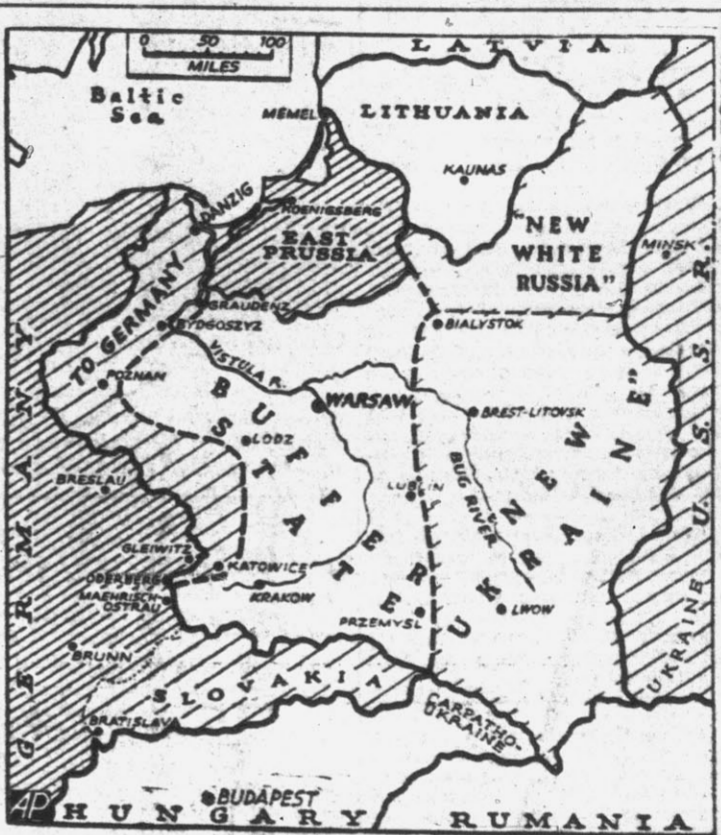 0 50 100
MILES
LATVIA
Baltic
Sea
MEMEL
LITHUANIA
KAUNAS
DANZIG
KOENIGSBERG
EAST
PRUSSIA
"NEW
WHITE
RUSSIA"
MINSK
U.S.S.R.
TO GERMANY
GRAUDENZ
BYDGOSZYZ
BIALYSTOK
VISTULA R.
POZNAM
WARSAW
BREST-LITOVSK
BUFFER
STATE
LODZ
GERMANY
BRESLAU
LUBLIN
BUG RIVER
NEW
UKRAINE"
GLEIWITZ
KATOWICE
ODERBERG
MAEHRISCH-
OSTRAU
KRAKOW
PRZEMYSL
LWOW
UKRAINE
BRUNN
SLOVAKIA
BRATISLAVA
CARPATHO-
UKRAINE
AP
HUNGARY
BUDAPEST
RUMANIA